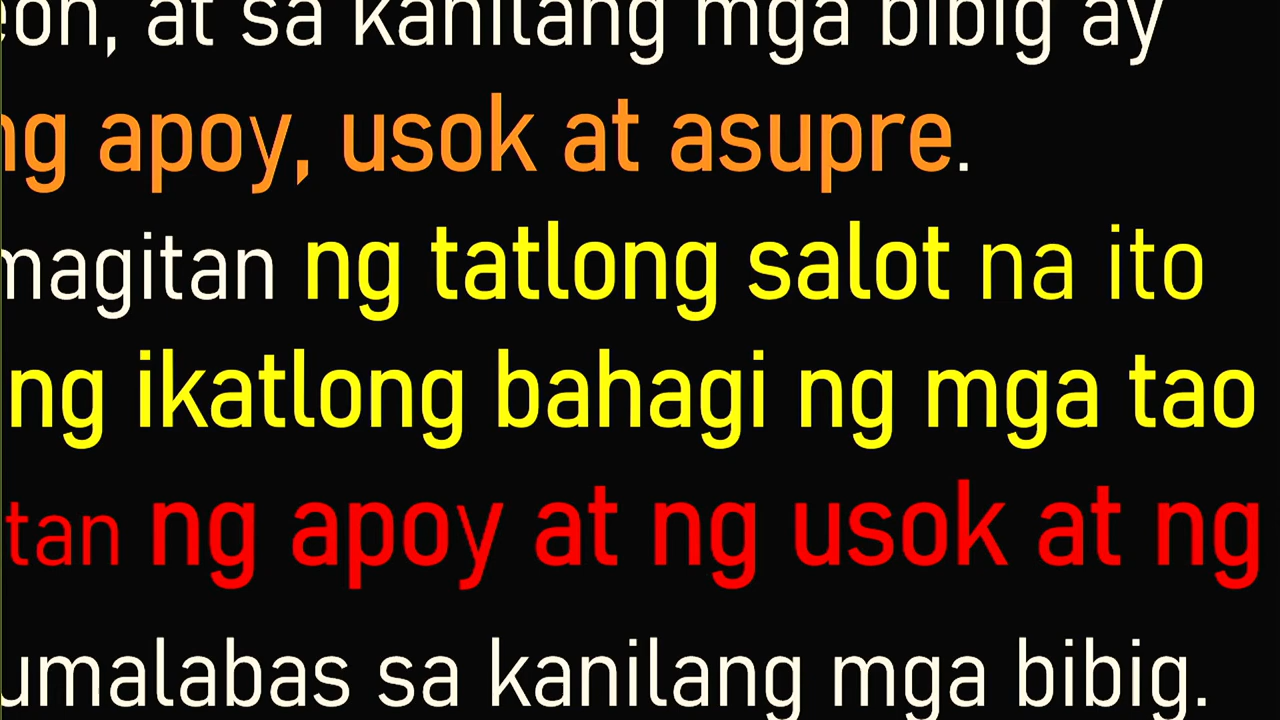 eon, at sa kanilang mga bibig ay
ng apoy, usok at asupre.
magitan ng tatlong salot na ito
ng ikatlong bahagi ng mga tao
tan ng apoy at ng usok at ng
umalabas sa kanilang mga bibig.